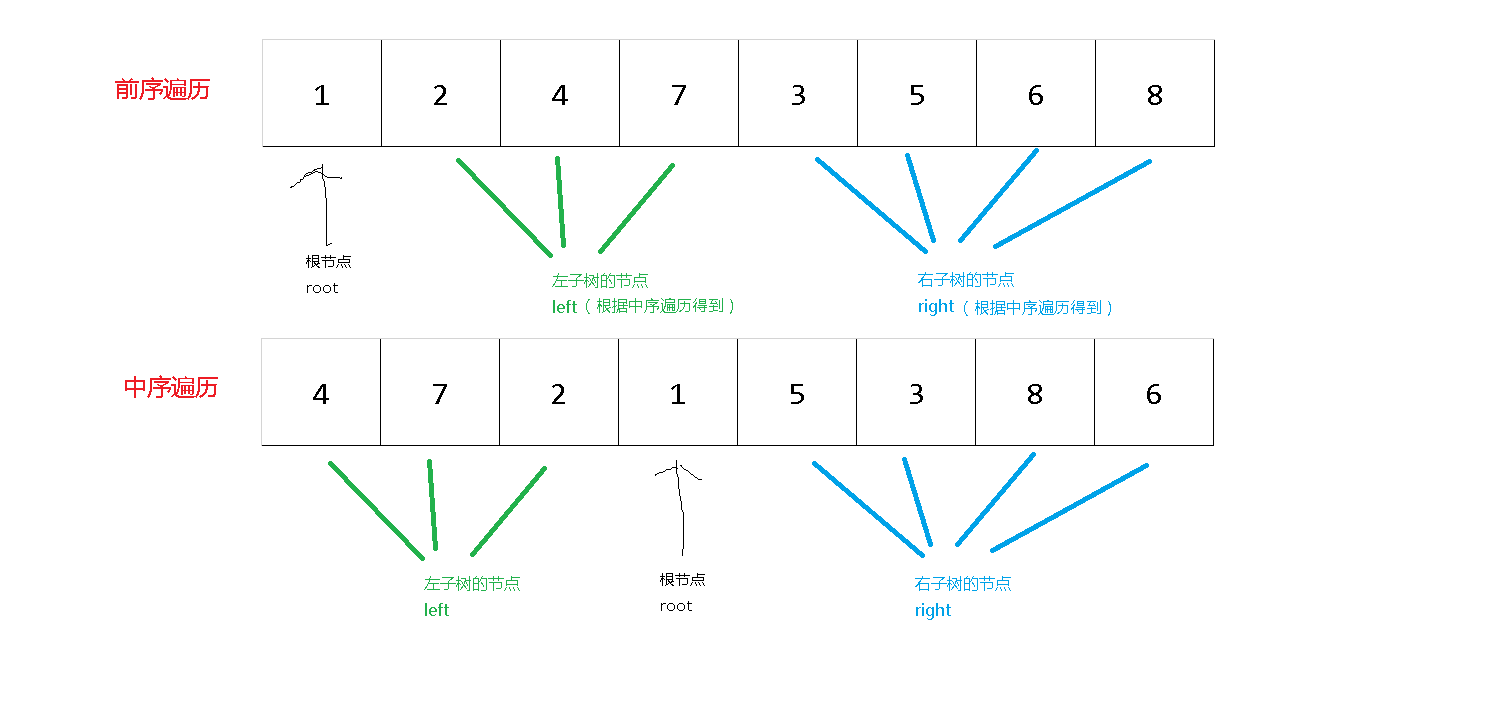 前序遍历
1 2 4 7 3 5 6 8
根节点
root
左子树的节点
left（根据中序遍历得到）
右子树的节点
right（根据中序遍历得到）
中序遍历
4 7 2 1 5 3 8 6
左子树的节点
left
根节点
root
右子树的节点
right